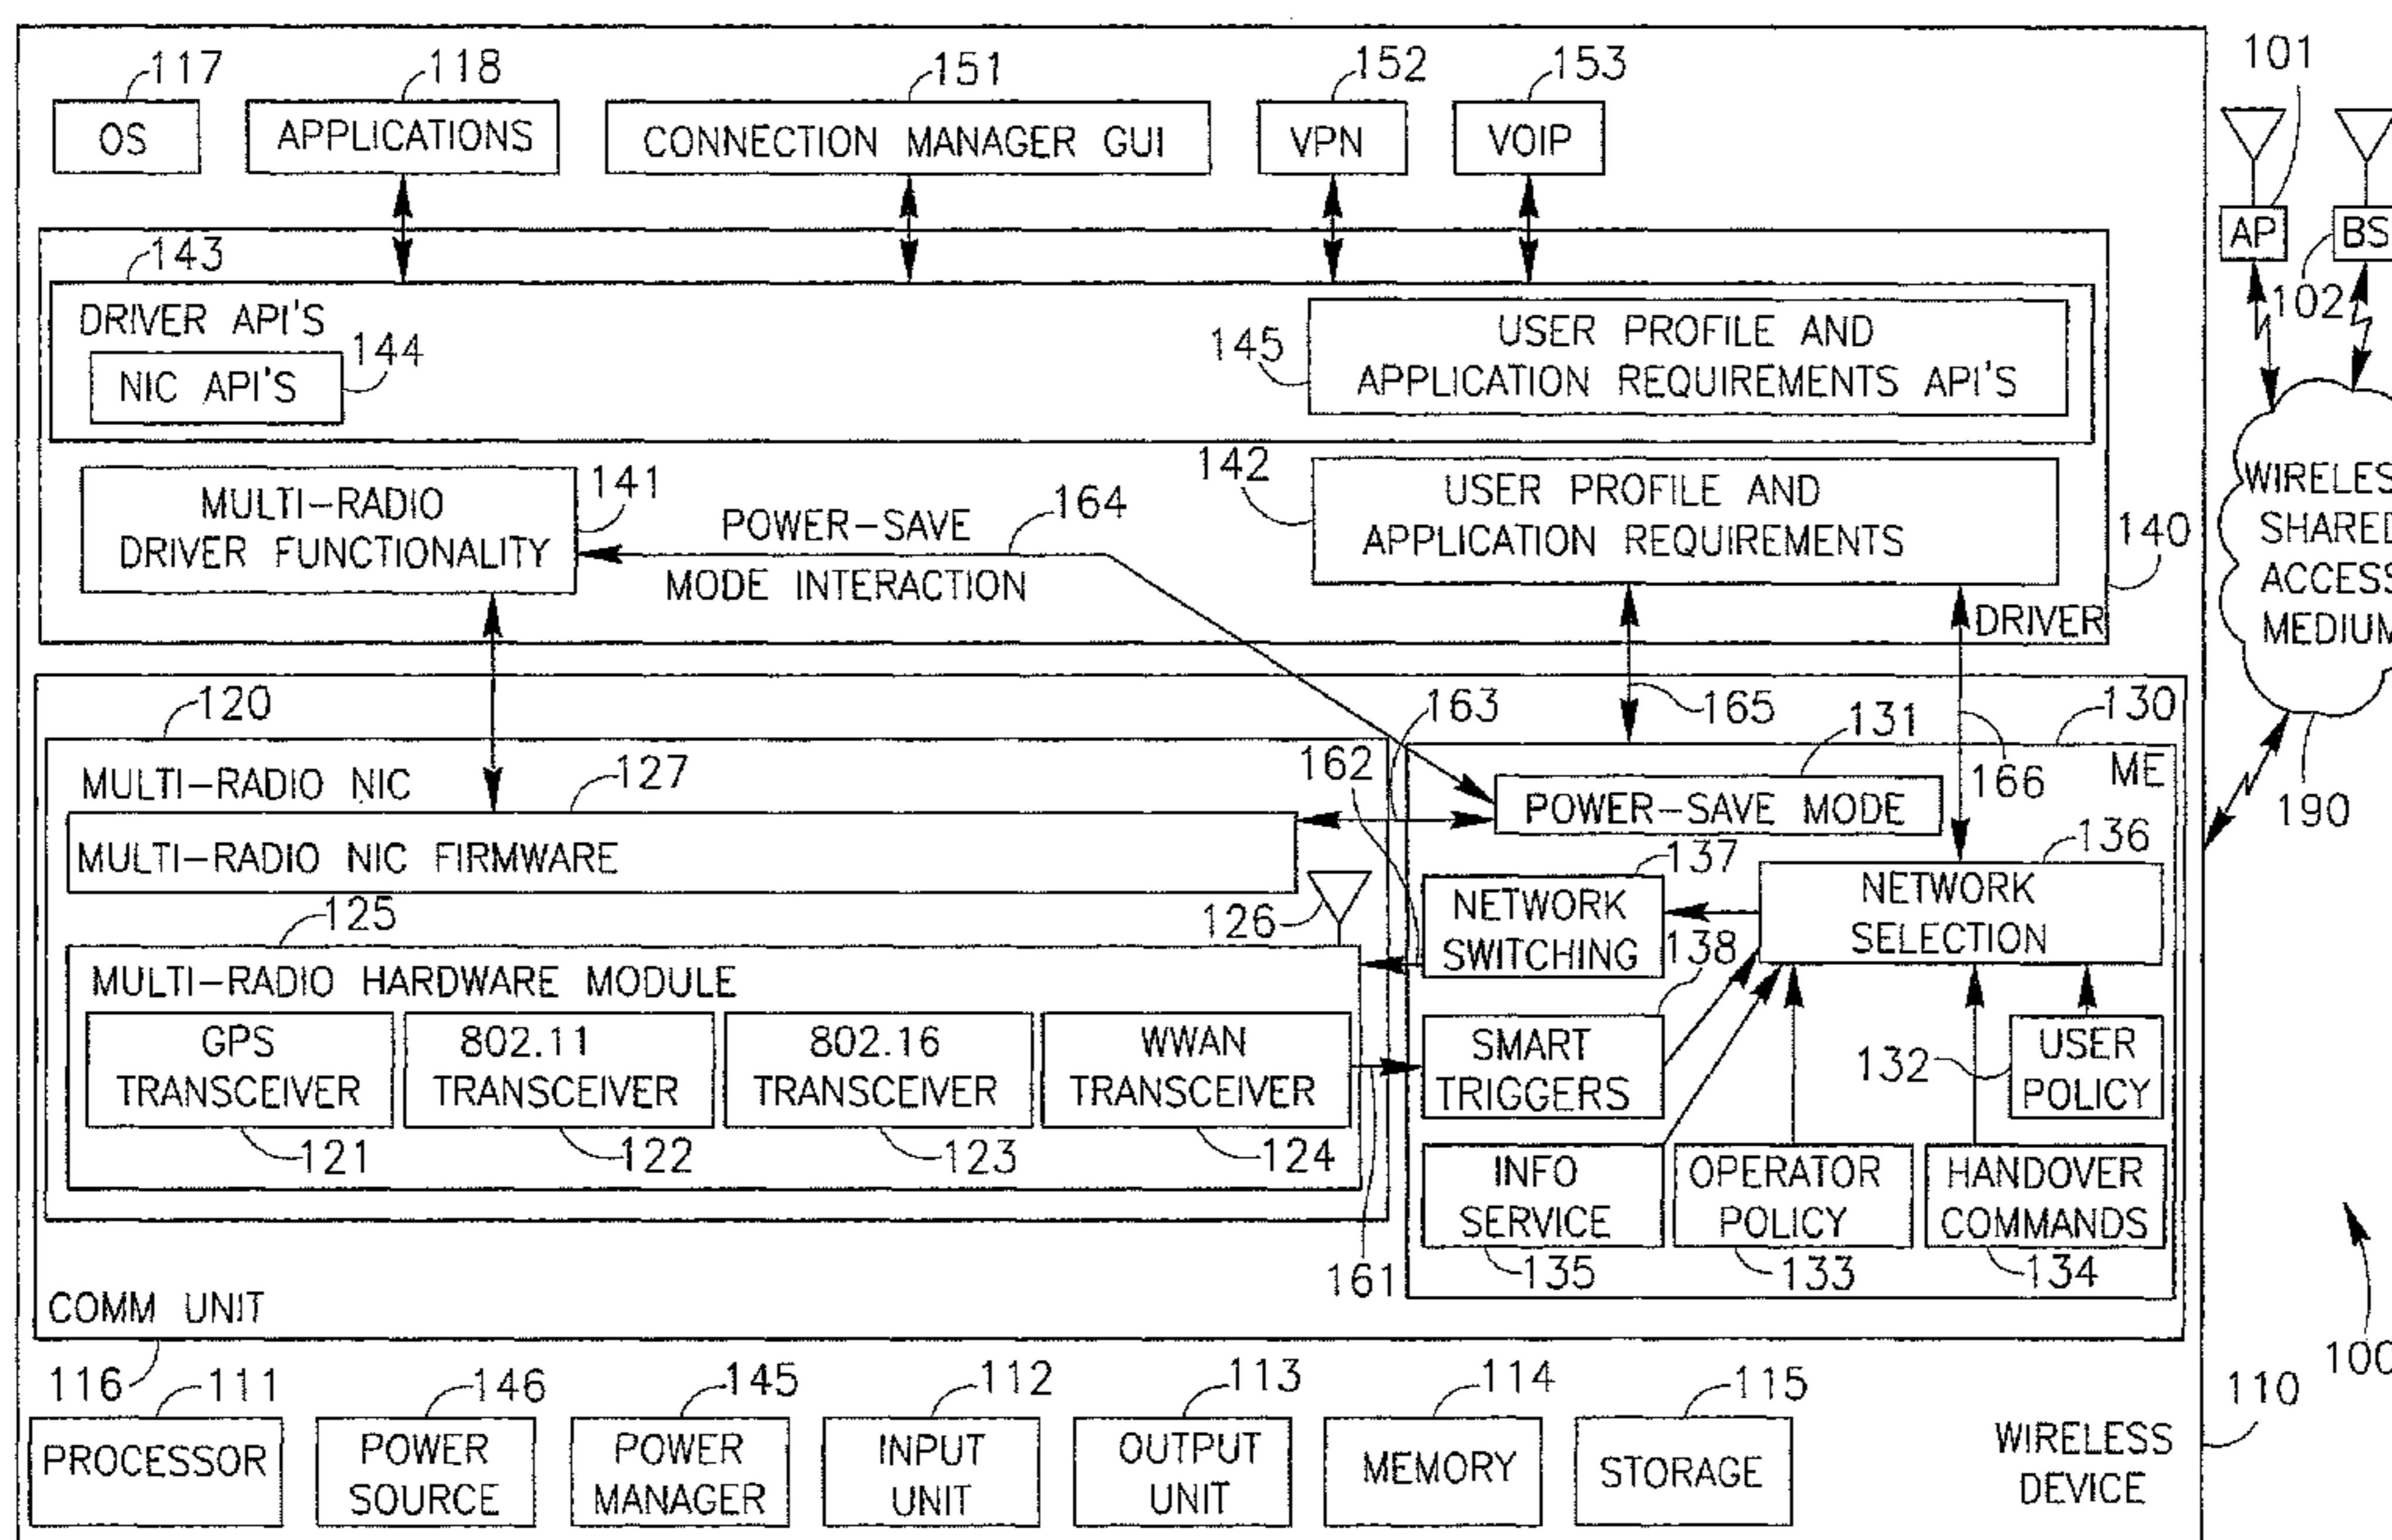 117
118
151
152
153
101
OS
APPLICATIONS
CONNECTION MANAGER GUI
VPN
VOIP
AP
BS
102
143
DRIVER API'S
144
NIC API'S
145
USER PROFILE AND
APPLICATION REQUIREMENTS API'S
141
MULTI-RADIO
DRIVER FUNCTIONALITY
POWER-SAVE
MODE INTERACTION
164
142
USER PROFILE AND
APPLICATION REQUIREMENTS
140
DRIVER
SHARED
ACCESS
MEDIUM
190
120
MULTI-RADIO NIC
127
MULTI-RADIO NIC FIRMWARE
163
162
165
131
130
ME
166
POWER-SAVE MODE
136
137
NETWORK
SELECTION
NETWORK
SWITCHING
138
125
126
MULTI-RADIO HARDWARE MODULE
GPS
TRANSCEIVER
802.11
TRANSCEIVER
802.16
TRANSCEIVER
WWAN
TRANSCEIVER
121
122
123
124
161
SMART
TRIGGERS
132
USER
POLICY
INFO
SERVICE
OPERATOR
POLICY
HANDOVER
COMMANDS
135
133
134
COMM UNIT
116
100
110
111
146
145
112
113
114
115
PROCESSOR
POWER
SOURCE
POWER
MANAGER
INPUT
UNIT
OUTPUT
UNIT
MEMORY
STORAGE
WIRELESS
DEVICE